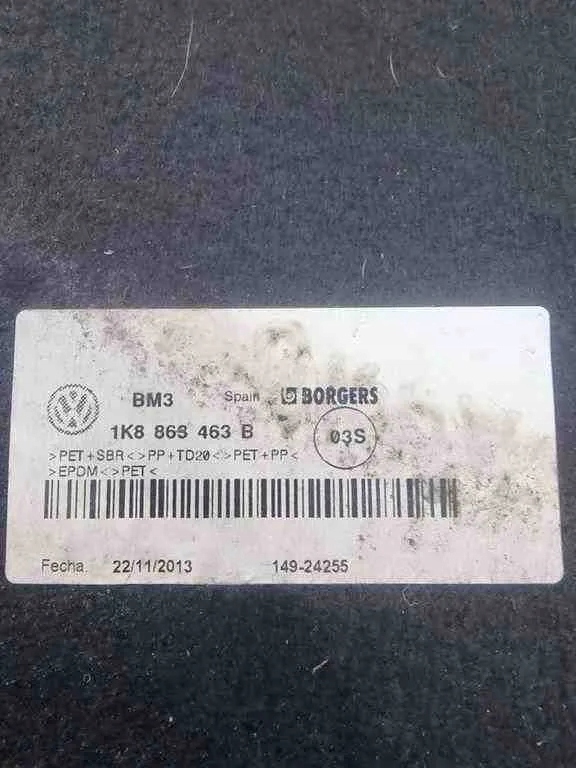 BM3 Spain BORGERS
1K8 863 463 B 03S
>PET+SBR<>PP+TD20<>PET+PP<
>EPDM<>PET<
Fecha: 22/11/2013 149-24255